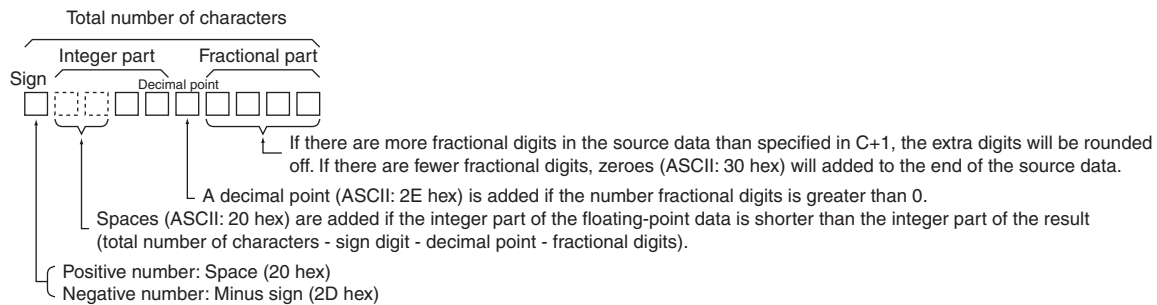 Total number of characters
Integer part Fractional part
Sign Decimal point
If there are more fractional digits in the source data than specified in C+1, the extra digits will be rounded
off. If there are fewer fractional digits, zeroes (ASCII: 30 hex) will added to the end of the source data.
A decimal point (ASCII: 2E hex) is added if the number fractional digits is greater than 0.
Spaces (ASCII: 20 hex) are added if the integer part of the floating-point data is shorter than the integer part of the result
(total number of characters - sign digit - decimal point - fractional digits).
Positive number: Space (20 hex)
Negative number: Minus sign (2D hex)